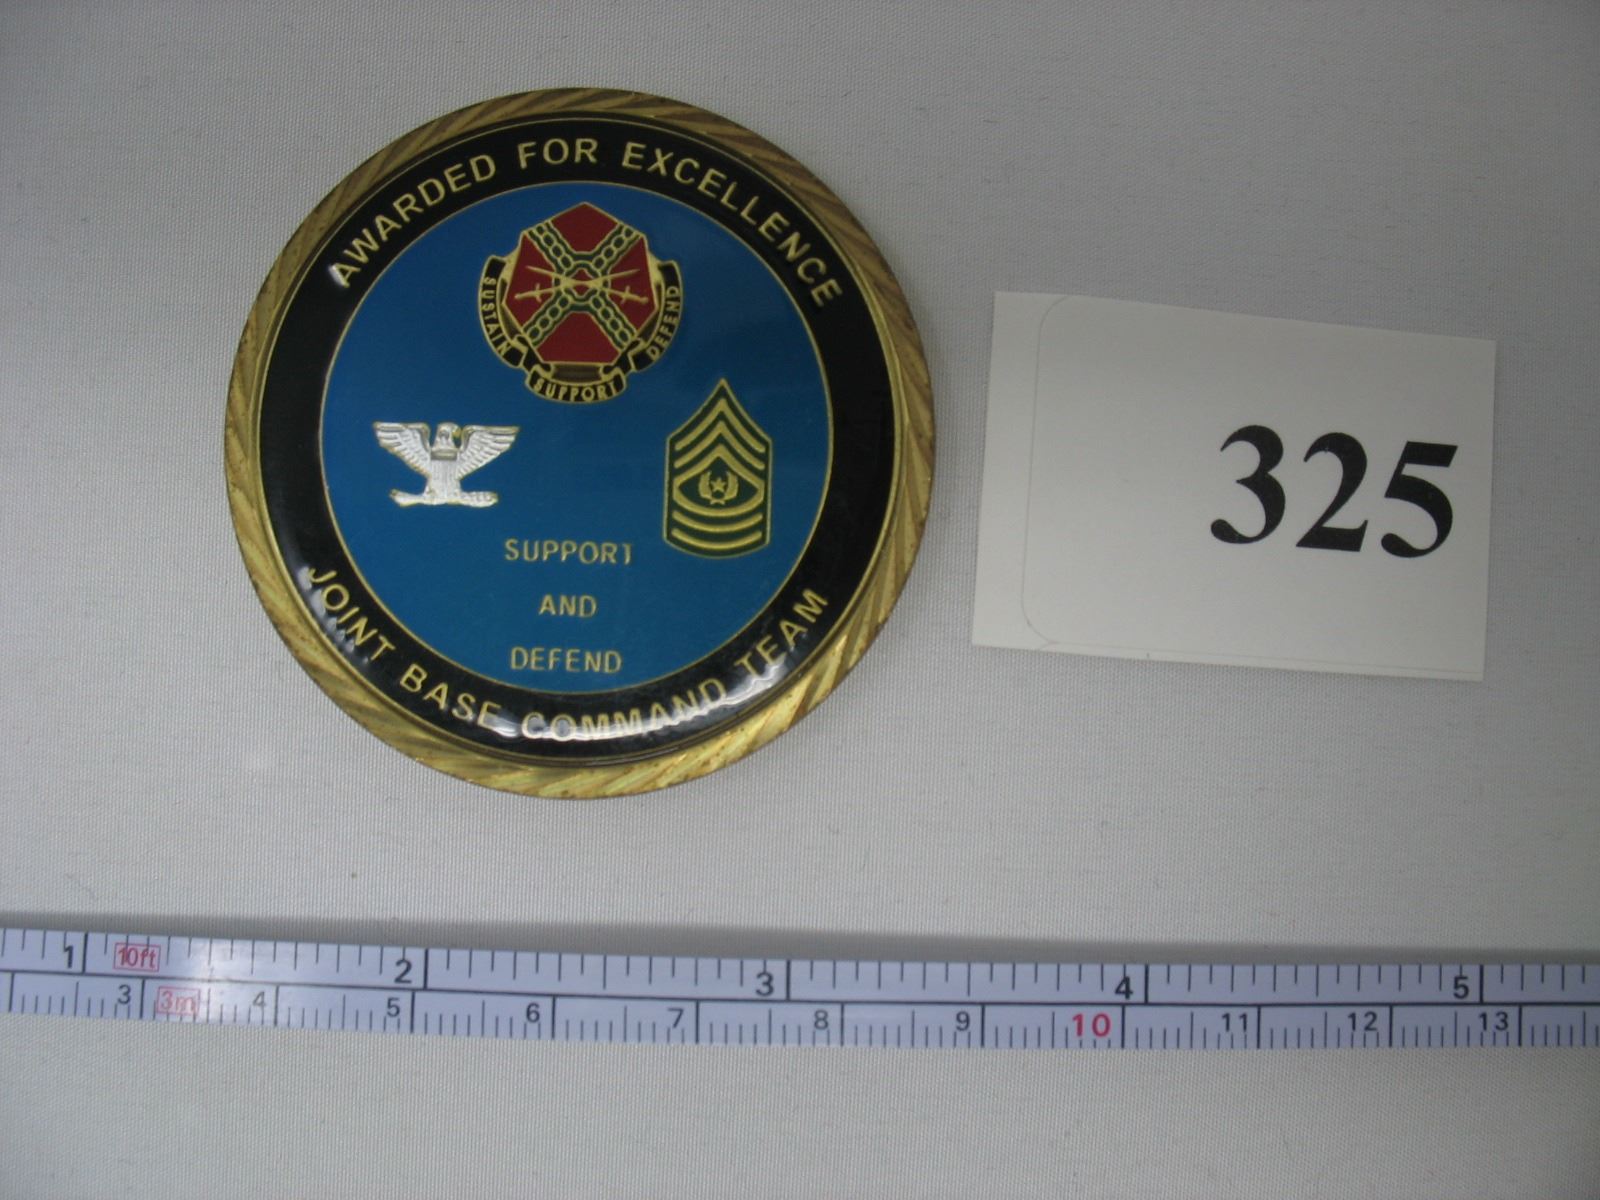 AWARDED FOR EXCELLENCE
SUSTAIN
SUPPORT
DEFEND
SUPPORT
AND
DEFEND
JOINT BASE COMMAND TEAM
325
1 10ft 2 3 4 5
3 3m 4 5 6 7 8 9 10 11 12 13